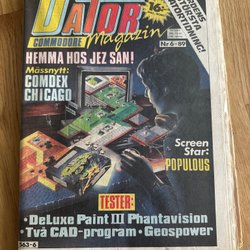 DATOR
COMMODORE
Magazin
HEMMA HOS JEZ SAN!
Nr. 6-89
Mässnytt:
COMDEX
CHICAGO
Screen
Star:
POPULOUS
TESTER:
• DeLuxe Paint III Phantavision
• Två CAD-program • Geospower